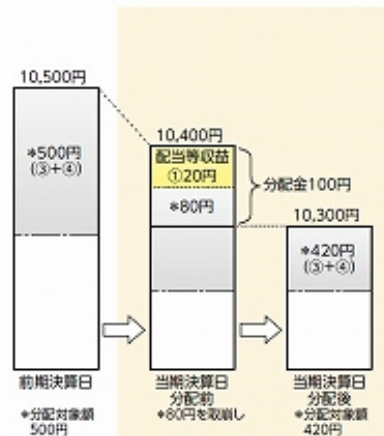 10,500円
*500円
(③+④)
10,400円
配当等収益
①20円
*80円
分配金100円
10,300円
*420円
(③+④)
前期決算日
*分配対象額
500円
当期決算日
分配前
*80円を取崩し
当期決算日
分配後
*分配対象額
420円